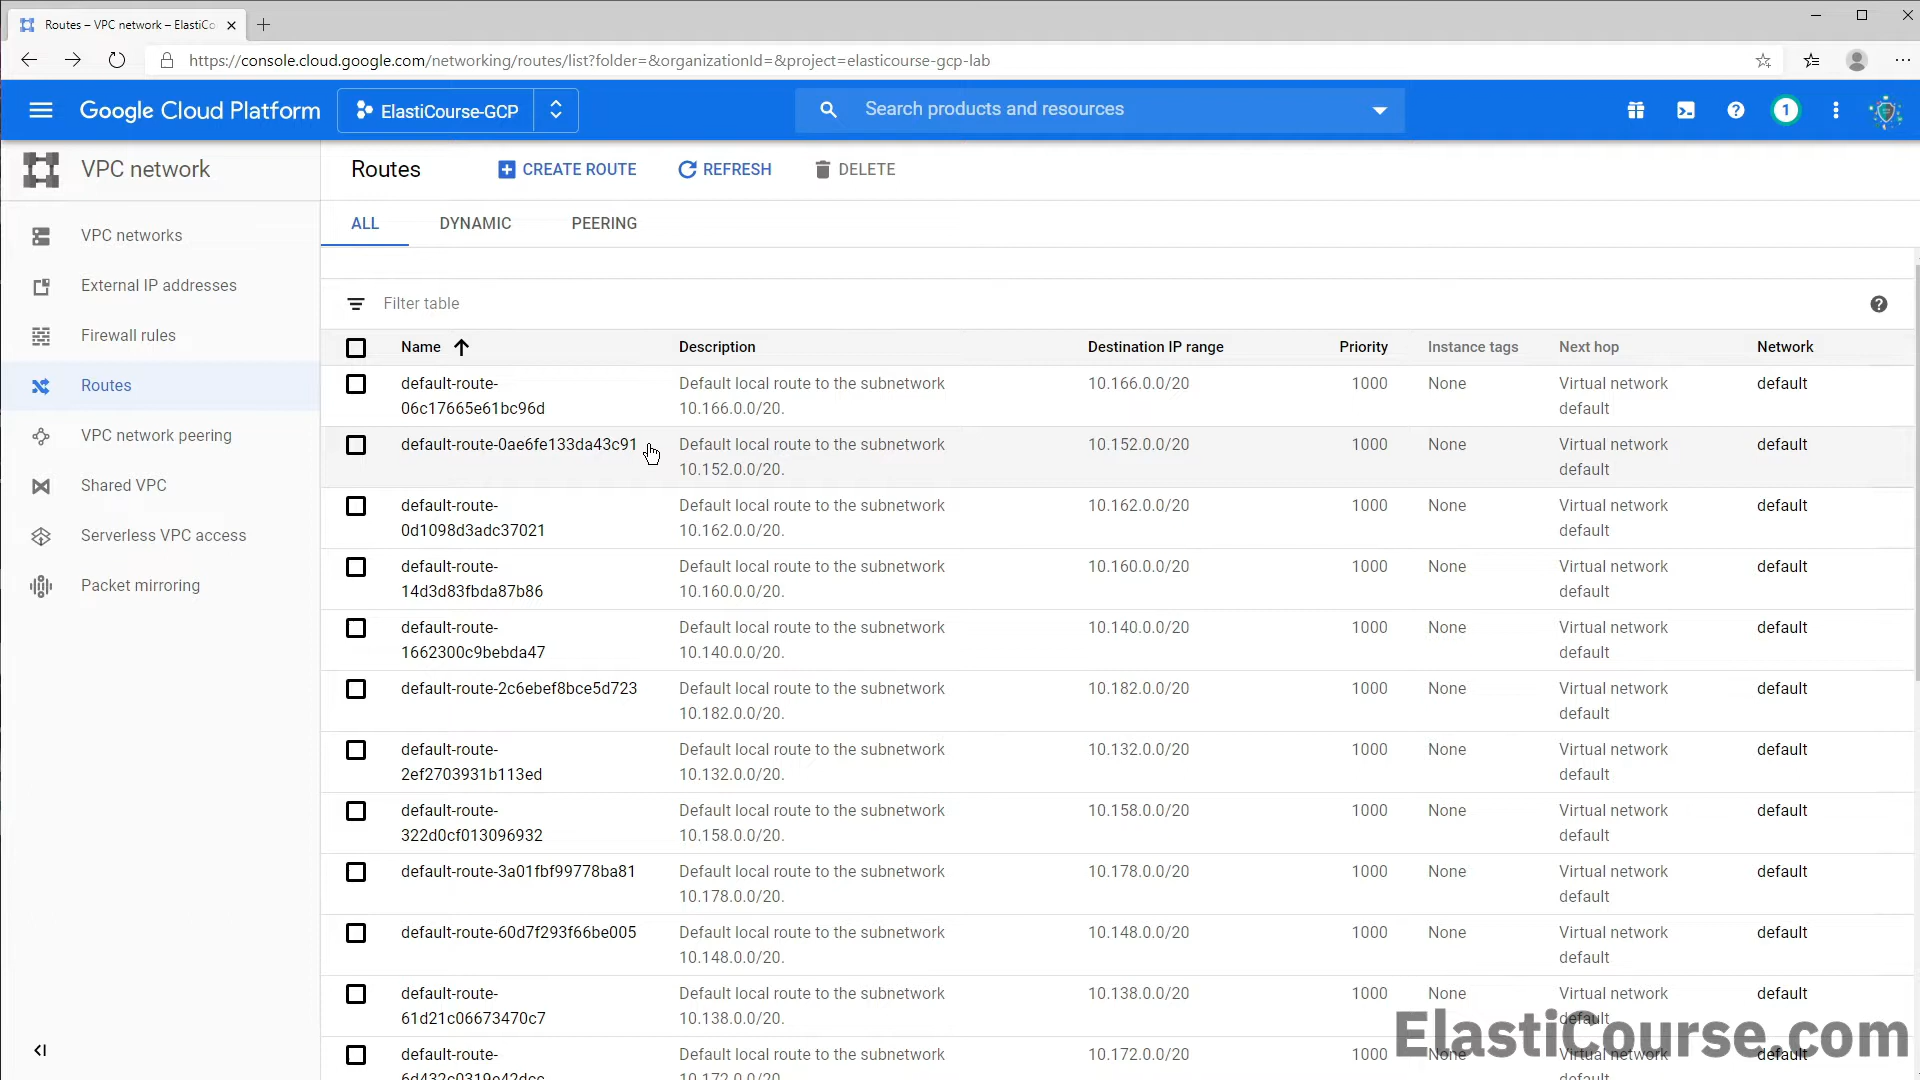 Routes – VPC network – ElastiCo
https://console.cloud.google.com/networking/routes/list?folder=&organizationId=&project=elasticourse-gcp-lab
Google Cloud Platform
ElastiCourse-GCP
Search products and resources
1
VPC network
Routes
CREATE ROUTE
REFRESH
DELETE
VPC networks
External IP addresses
Firewall rules
Routes
VPC network peering
Shared VPC
Serverless VPC access
Packet mirroring
ALL DYNAMIC PEERING
Filter table
Name Description Destination IP range Priority Instance tags Next hop Network
default-route- Default local route to the subnetwork 10.166.0.0/20 1000 None Virtual network default
06c17665e61bc96d 10.166.0.0/20. default
default-route-0ae6fe133da43c91 Default local route to the subnetwork 10.152.0.0/20 1000 None Virtual network default
10.152.0.0/20. default
default-route- Default local route to the subnetwork 10.162.0.0/20 1000 None Virtual network default
0d1098d3adc37021 10.162.0.0/20. default
default-route- Default local route to the subnetwork 10.160.0.0/20 1000 None Virtual network default
14d3d83fbda87b86 10.160.0.0/20. default
default-route- Default local route to the subnetwork 10.140.0.0/20 1000 None Virtual network default
1662300c9bebda47 10.140.0.0/20. default
default-route-2c6ebef8bce5d723 Default local route to the subnetwork 10.182.0.0/20 1000 None Virtual network default
10.182.0.0/20. default
default-route- Default local route to the subnetwork 10.132.0.0/20 1000 None Virtual network default
2ef2703931b113ed 10.132.0.0/20. default
default-route- Default local route to the subnetwork 10.158.0.0/20 1000 None Virtual network default
322d0cf013096932 10.158.0.0/20. default
default-route-3a01fbf99778ba81 Default local route to the subnetwork 10.178.0.0/20 1000 None Virtual network default
10.178.0.0/20. default
default-route-60d7f293f66be005 Default local route to the subnetwork 10.148.0.0/20 1000 None Virtual network default
10.148.0.0/20. default
default-route- Default local route to the subnetwork 10.138.0.0/20 1000 None Virtual network default
61d21c06673470c7 10.138.0.0/20. default
default-route- Default local route to the subnetwork 10.172.0.0/20 1000 None Virtual network default
6d432c0319e42dcc 10.172.0.0/20. default
ElastiCourse.com